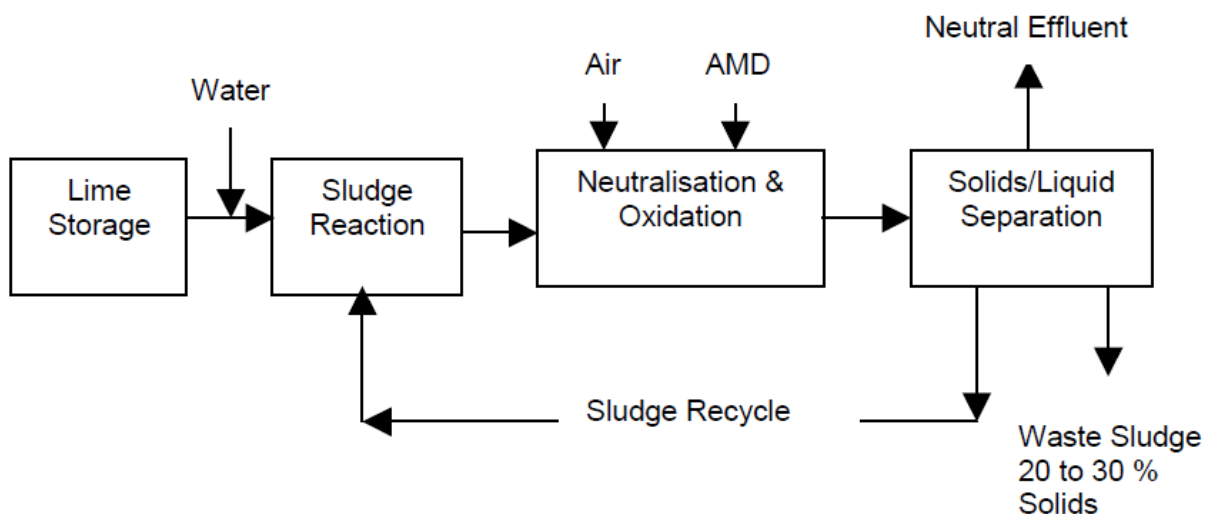 Neutral Effluent
Air
AMD
Water
Lime
Storage
Sludge
Reaction
Neutralisation &
Oxidation
Solids/Liquid
Separation
Sludge Recycle
Waste Sludge
20 to 30 %
Solids